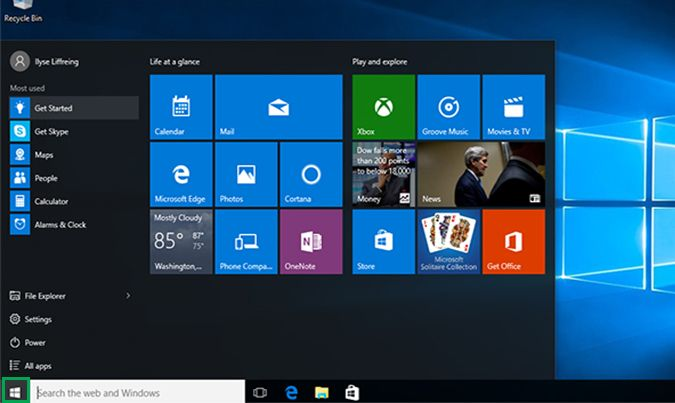 Recycle Bin
Ilyse Liffreing
Most used
Get Started
Get Skype
Maps
People
Calculator
Alarms & Clock
File Explorer
Settings
Power
All apps
Life at a glance
Calendar
Mail
Microsoft Edge
Photos
Cortana
Mostly Cloudy
85°
87°
75°
Washington,...
Phone Compa...
OneNote
Play and explore
Xbox
Groove Music
Movies & TV
Dow falls more
than 200 points
to below 18,000
Money
News
Store
Microsoft
Solitaire Collection
Get Office
Search the web and Windows